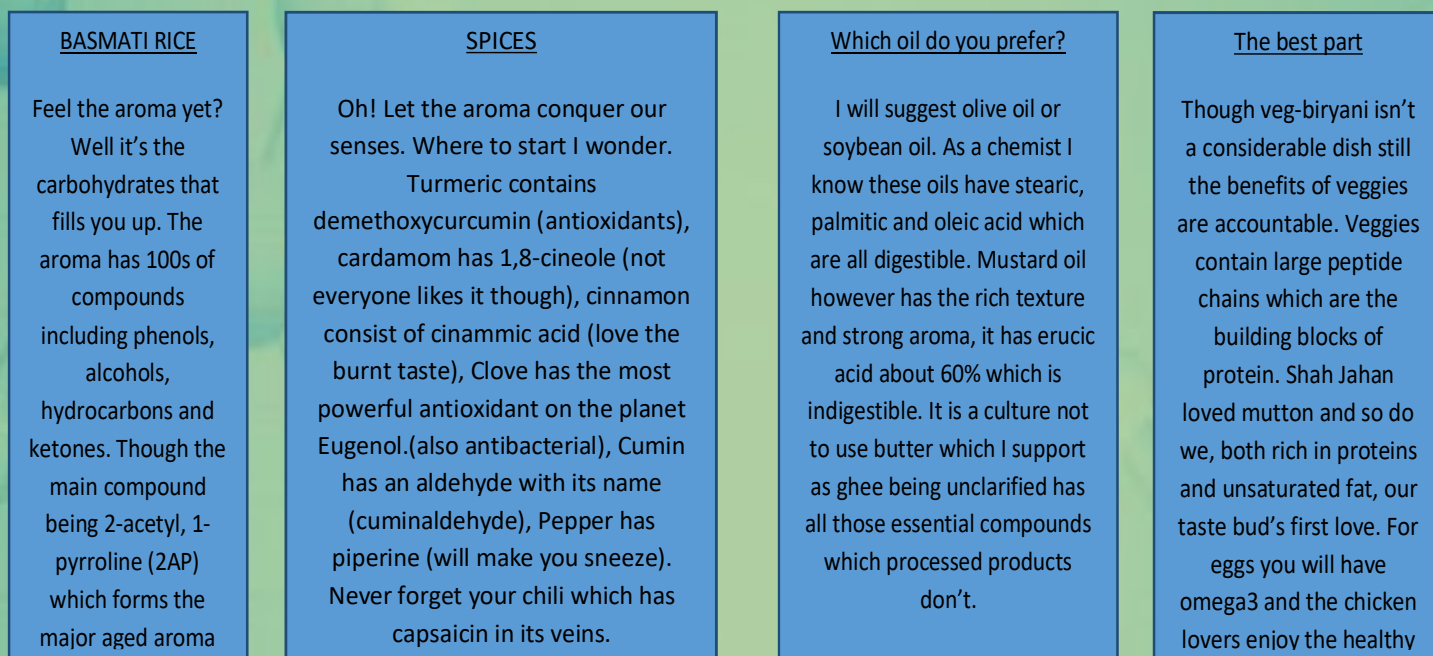 BASMATI RICE
Feel the aroma yet?
Well it's the
carbohydrates that
fills you up. The
aroma has 100s of
compounds
including phenols,
alcohols,
hydrocarbons and
ketones. Though the
main compound
being 2-acetyl, 1-
pyrroline (2AP)
which forms the
major aged aroma
SPICES
Oh! Let the aroma conquer our
senses. Where to start I wonder.
Turmeric contains
demethoxycurcumin (antioxidants),
cardamom has 1,8-cineole (not
everyone likes it though), cinnamon
consist of cinammic acid (love the
burnt taste), Clove has the most
powerful antioxidant on the planet
Eugenol.(also antibacterial), Cumin
has an aldehyde with its name
(cuminaldehyde), Pepper has
piperine (will make you sneeze).
Never forget your chili which has
capsaicin in its veins.
Which oil do you prefer?
I will suggest olive oil or
soybean oil. As a chemist I
know these oils have stearic,
palmitic and oleic acid which
are all digestible. Mustard oil
however has the rich texture
and strong aroma, it has erucic
acid about 60% which is
indigestible. It is a culture not
to use butter which I support
as ghee being unclarified has
all those essential compounds
which processed products
don't.
The best part
Though veg-biryani isn't
a considerable dish still
the benefits of veggies
are accountable. Veggies
contain large peptide
chains which are the
building blocks of
protein. Shah Jahan
loved mutton and so do
we, both rich in proteins
and unsaturated fat, our
taste bud's first love. For
eggs you will have
omega3 and the chicken
lovers enjoy the healthy